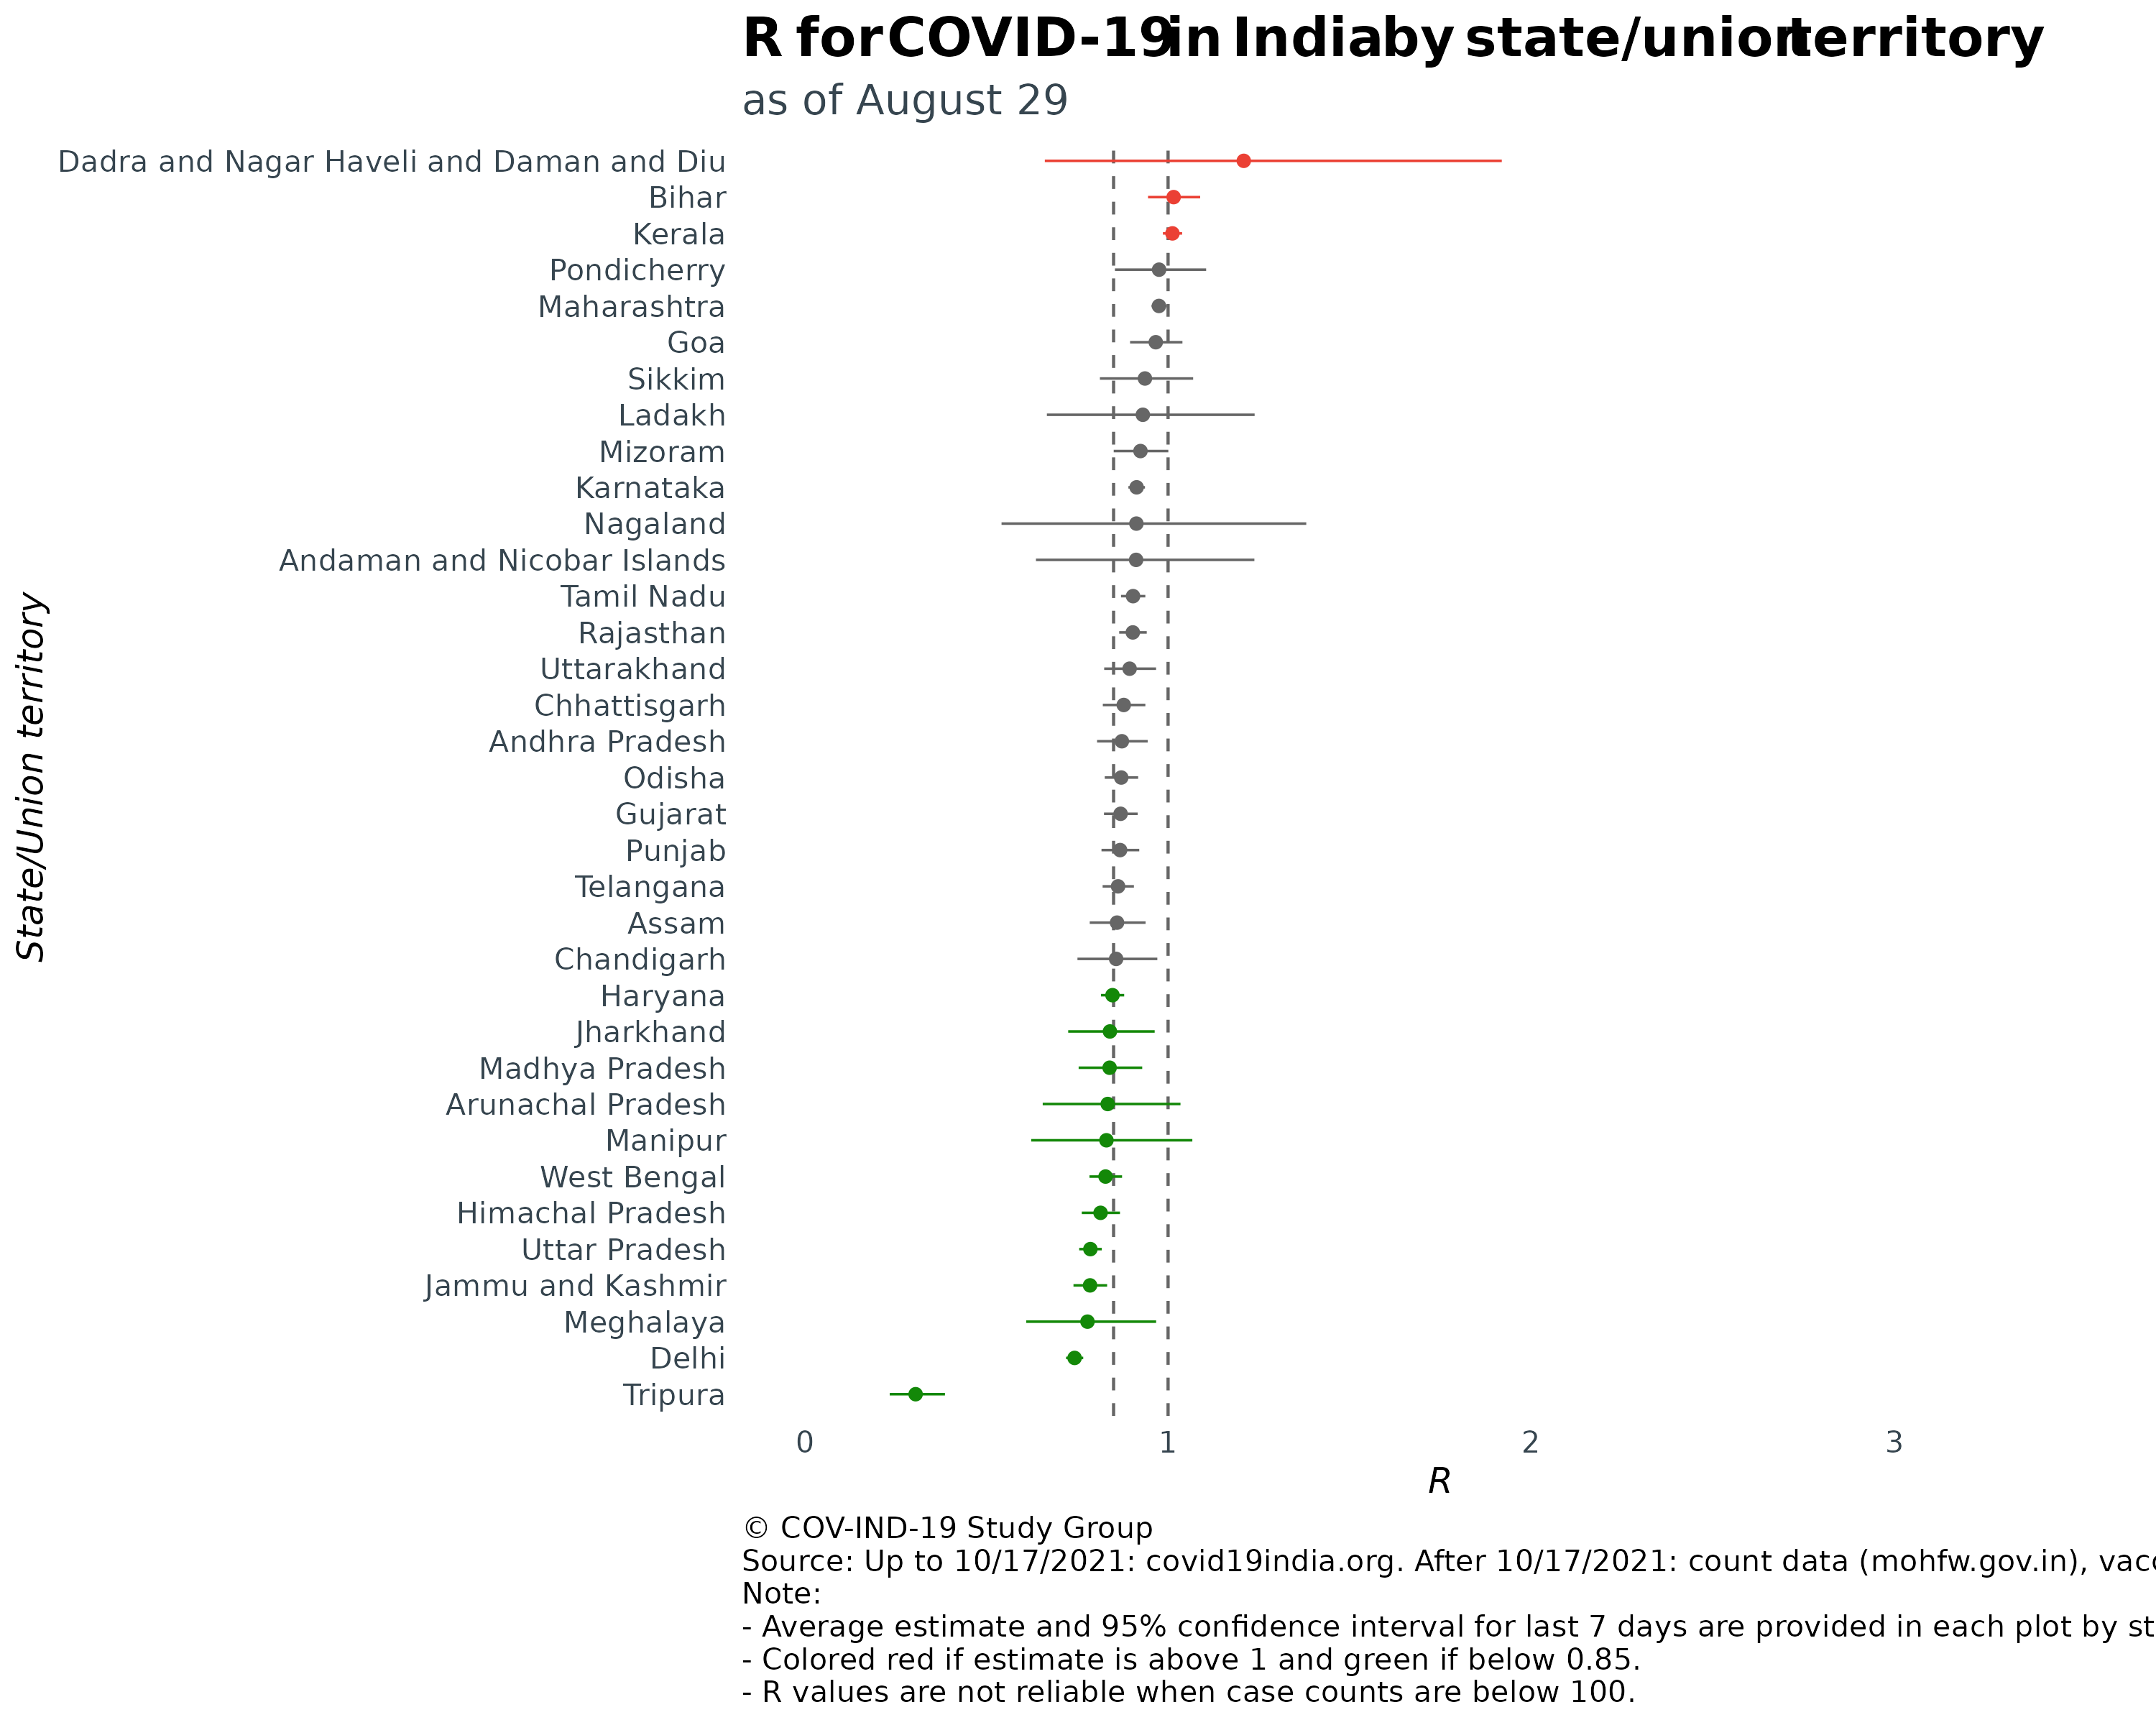 R for COVID-19 in India by state/union territory
as of August 29
Dadra and Nagar Haveli and Daman and Diu
Bihar
Kerala
Pondicherry
Maharashtra
Goa
Sikkim
Ladakh
Mizoram
Karnataka
Nagaland
Andaman and Nicobar Islands
Tamil Nadu
Rajasthan
Uttarakhand
Chhattisgarh
Andhra Pradesh
Odisha
Gujarat
Punjab
Telangana
Assam
Chandigarh
Haryana
Jharkhand
Madhya Pradesh
Arunachal Pradesh
Manipur
West Bengal
Himachal Pradesh
Uttar Pradesh
Jammu and Kashmir
Meghalaya
Delhi
Tripura
State/Union territory
0 1 2 3
R
© COV-IND-19 Study Group
Source: Up to 10/17/2021: covid19india.org. After 10/17/2021: count data (mohfw.gov.in),
Note:
- Average estimate and 95% confidence interval for last 7 days are provided in each plot by
- Colored red if estimate is above 1 and green if below 0.85.
- R values are not reliable when case counts are below 100.